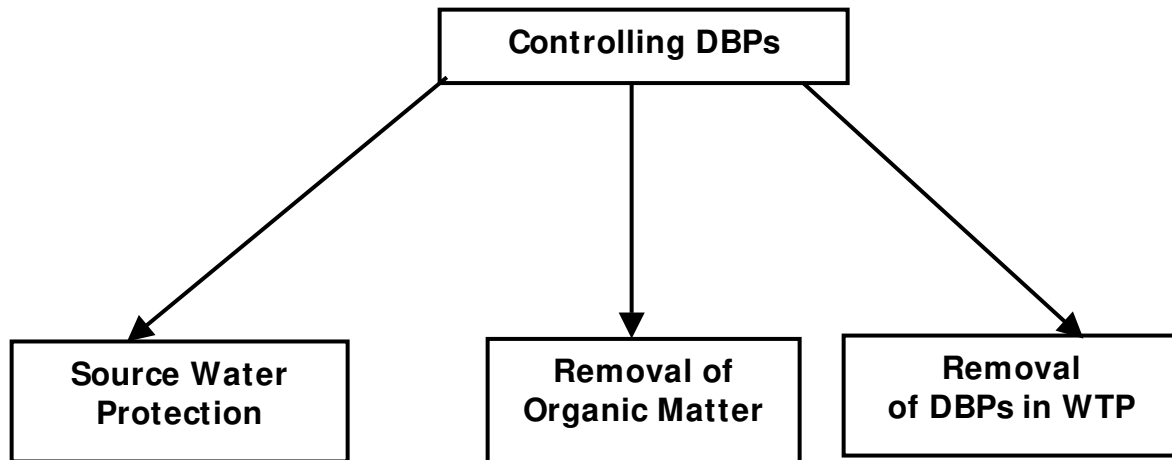 Controlling DBPs
Source Water
Protection
Removal of
Organic Matter
Removal
of DBPs in WTP